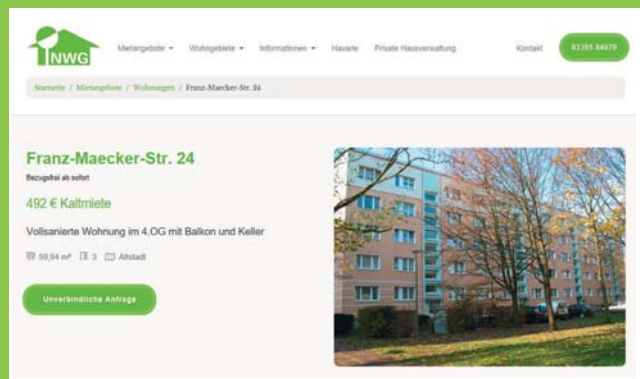 NWG
Mietangebote
Wohngebiete
Informationen
Havarie
Private Hausverwaltung
Kontakt
03391 84070
Startseite / Mietangebote / Wohnungen / Franz-Maecker-Str. 24
Franz-Maecker-Str. 24
Bezugsfrei ab sofort
492 € Kaltmiete
Vollsanierte Wohnung im 4.OG mit Balkon und Keller
59,94 m² 3 Altstadt
Unverbindliche Anfrage